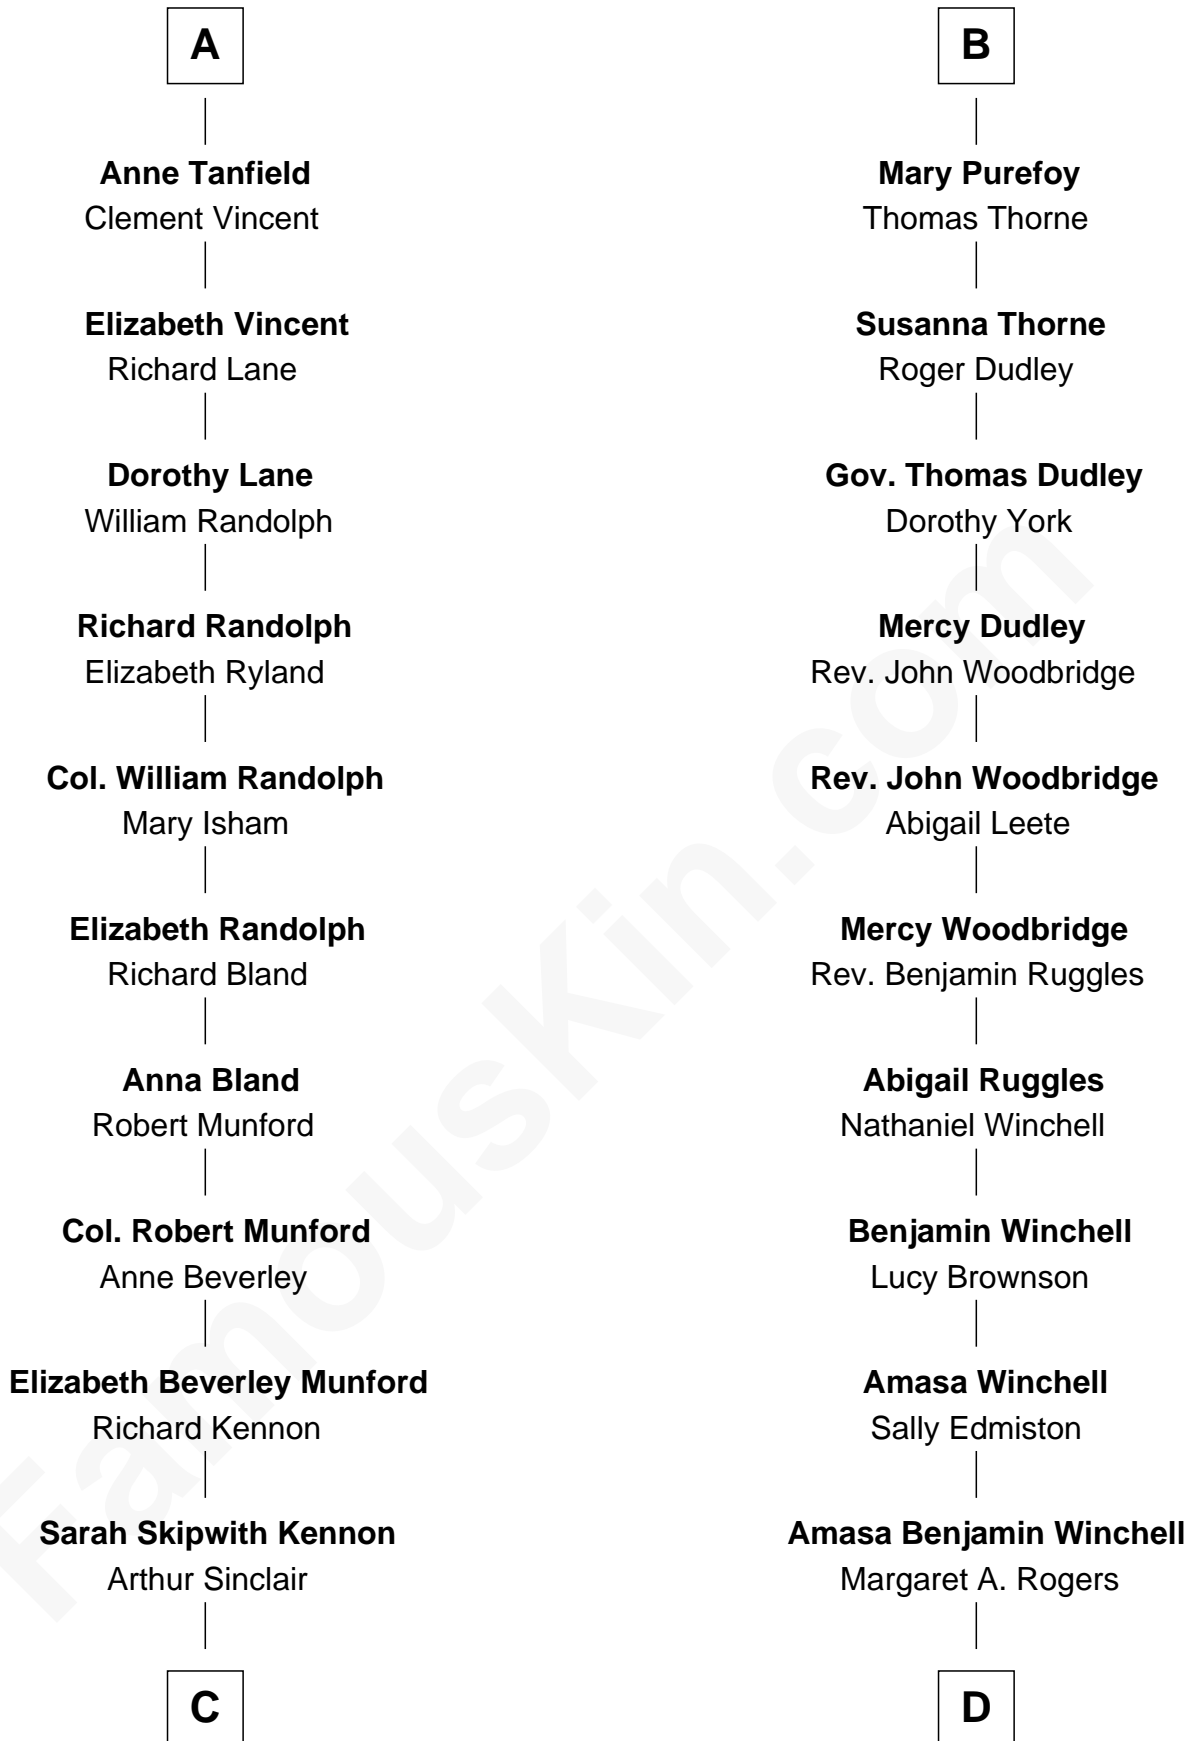 A
Anne Tanfield
Clement Vincent
Elizabeth Vincent
Richard Lane
Dorothy Lane
William Randolph
Richard Randolph
Elizabeth Ryland
Col. William Randolph
Mary Isham
Elizabeth Randolph
Richard Bland
Anna Bland
Robert Munford
Col. Robert Munford
Anne Beverley
Elizabeth Beverley Munford
Richard Kennon
Sarah Skipwith Kennon
Arthur Sinclair
C
B
Mary Purefoy
Thomas Thorne
Susanna Thorne
Roger Dudley
Gov. Thomas Dudley
Dorothy York
Mercy Dudley
Rev. John Woodbridge
Rev. John Woodbridge
Abigail Leete
Mercy Woodbridge
Rev. Benjamin Ruggles
Abigail Ruggles
Nathaniel Winchell
Benjamin Winchell
Lucy Brownson
Amasa Winchell
Sally Edmiston
Amasa Benjamin Winchell
Margaret A. Rogers
D
FamousKin.com